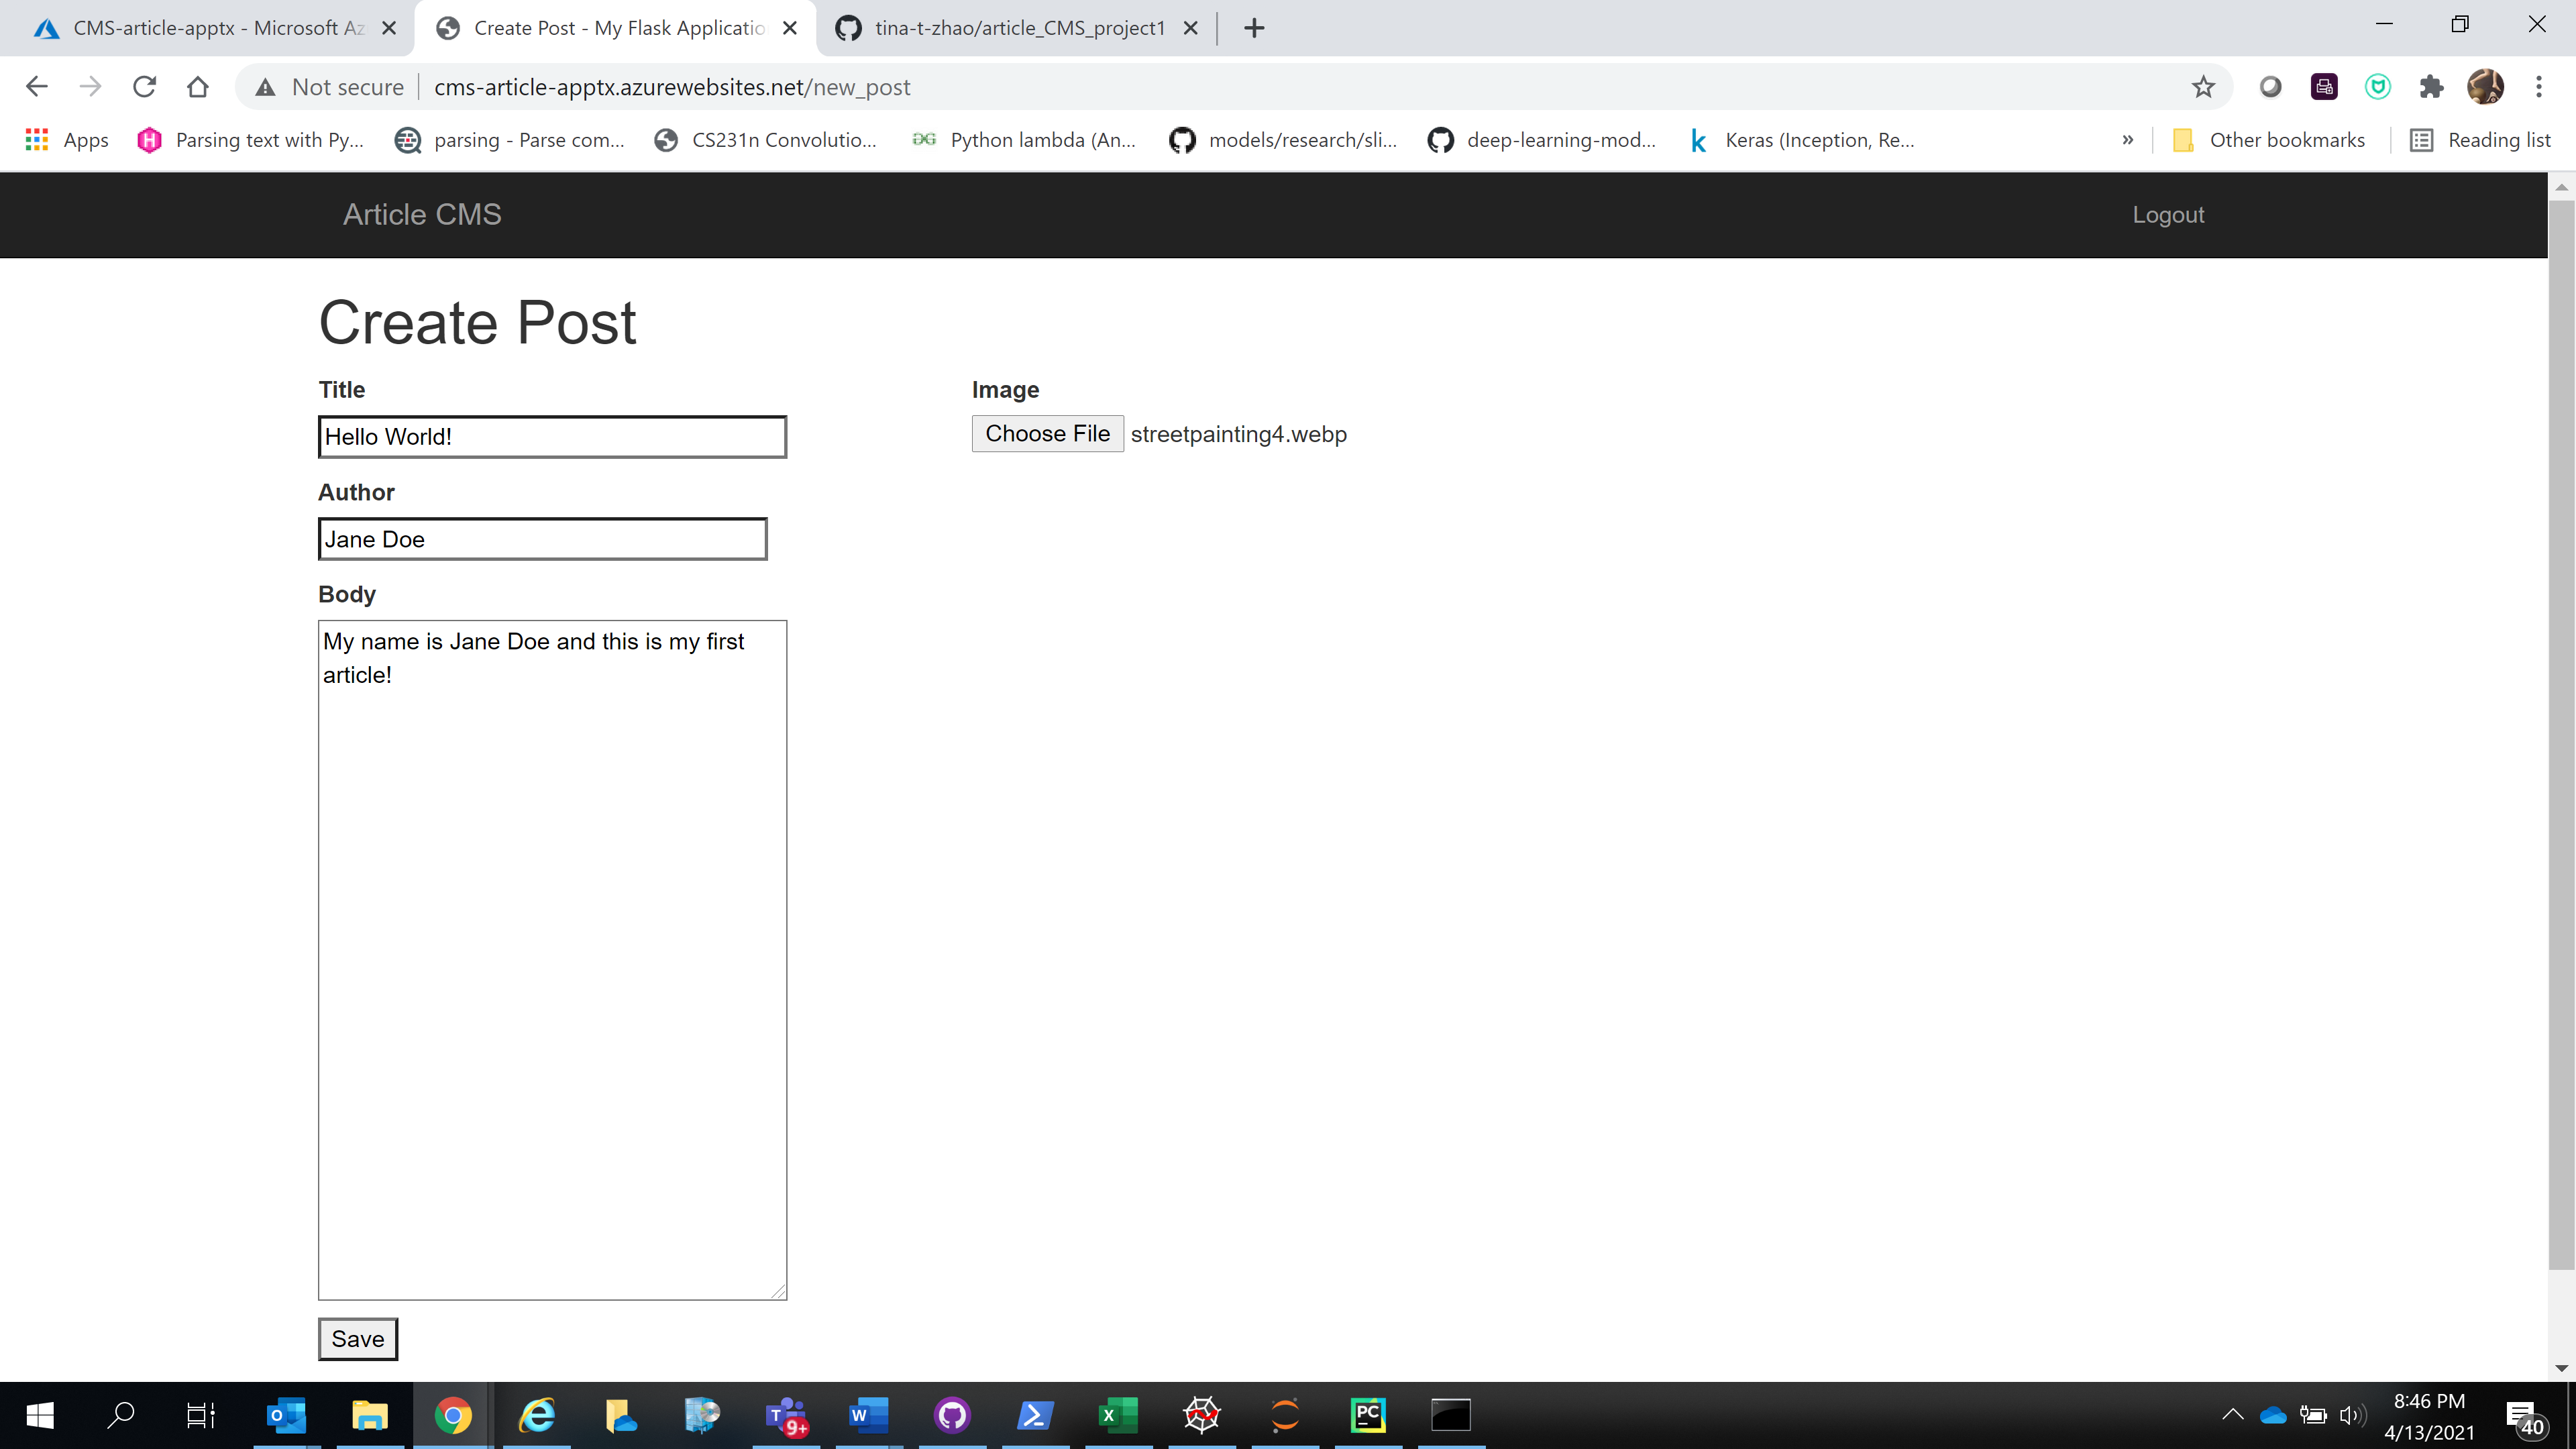 CMS-article-apptx - Microsoft Az
Create Post - My Flask Applicatio
tina-t-zhao/article_CMS_project1
Not secure
cms-article-apptx.azurewebsites.net/new_post
Apps
Parsing text with Py...
parsing - Parse com...
CS231n Convolutio...
Python lambda (An...
models/research/sli...
deep-learning-mod...
Keras (Inception, Re...
»
Other bookmarks
Reading list
Article CMS
Logout
Create Post
Title
Hello World!
Image
Choose File streetpainting4.webp
Author
Jane Doe
Body
My name is Jane Doe and this is my first
article!
Save
9+
8:46 PM
4/13/2021
40